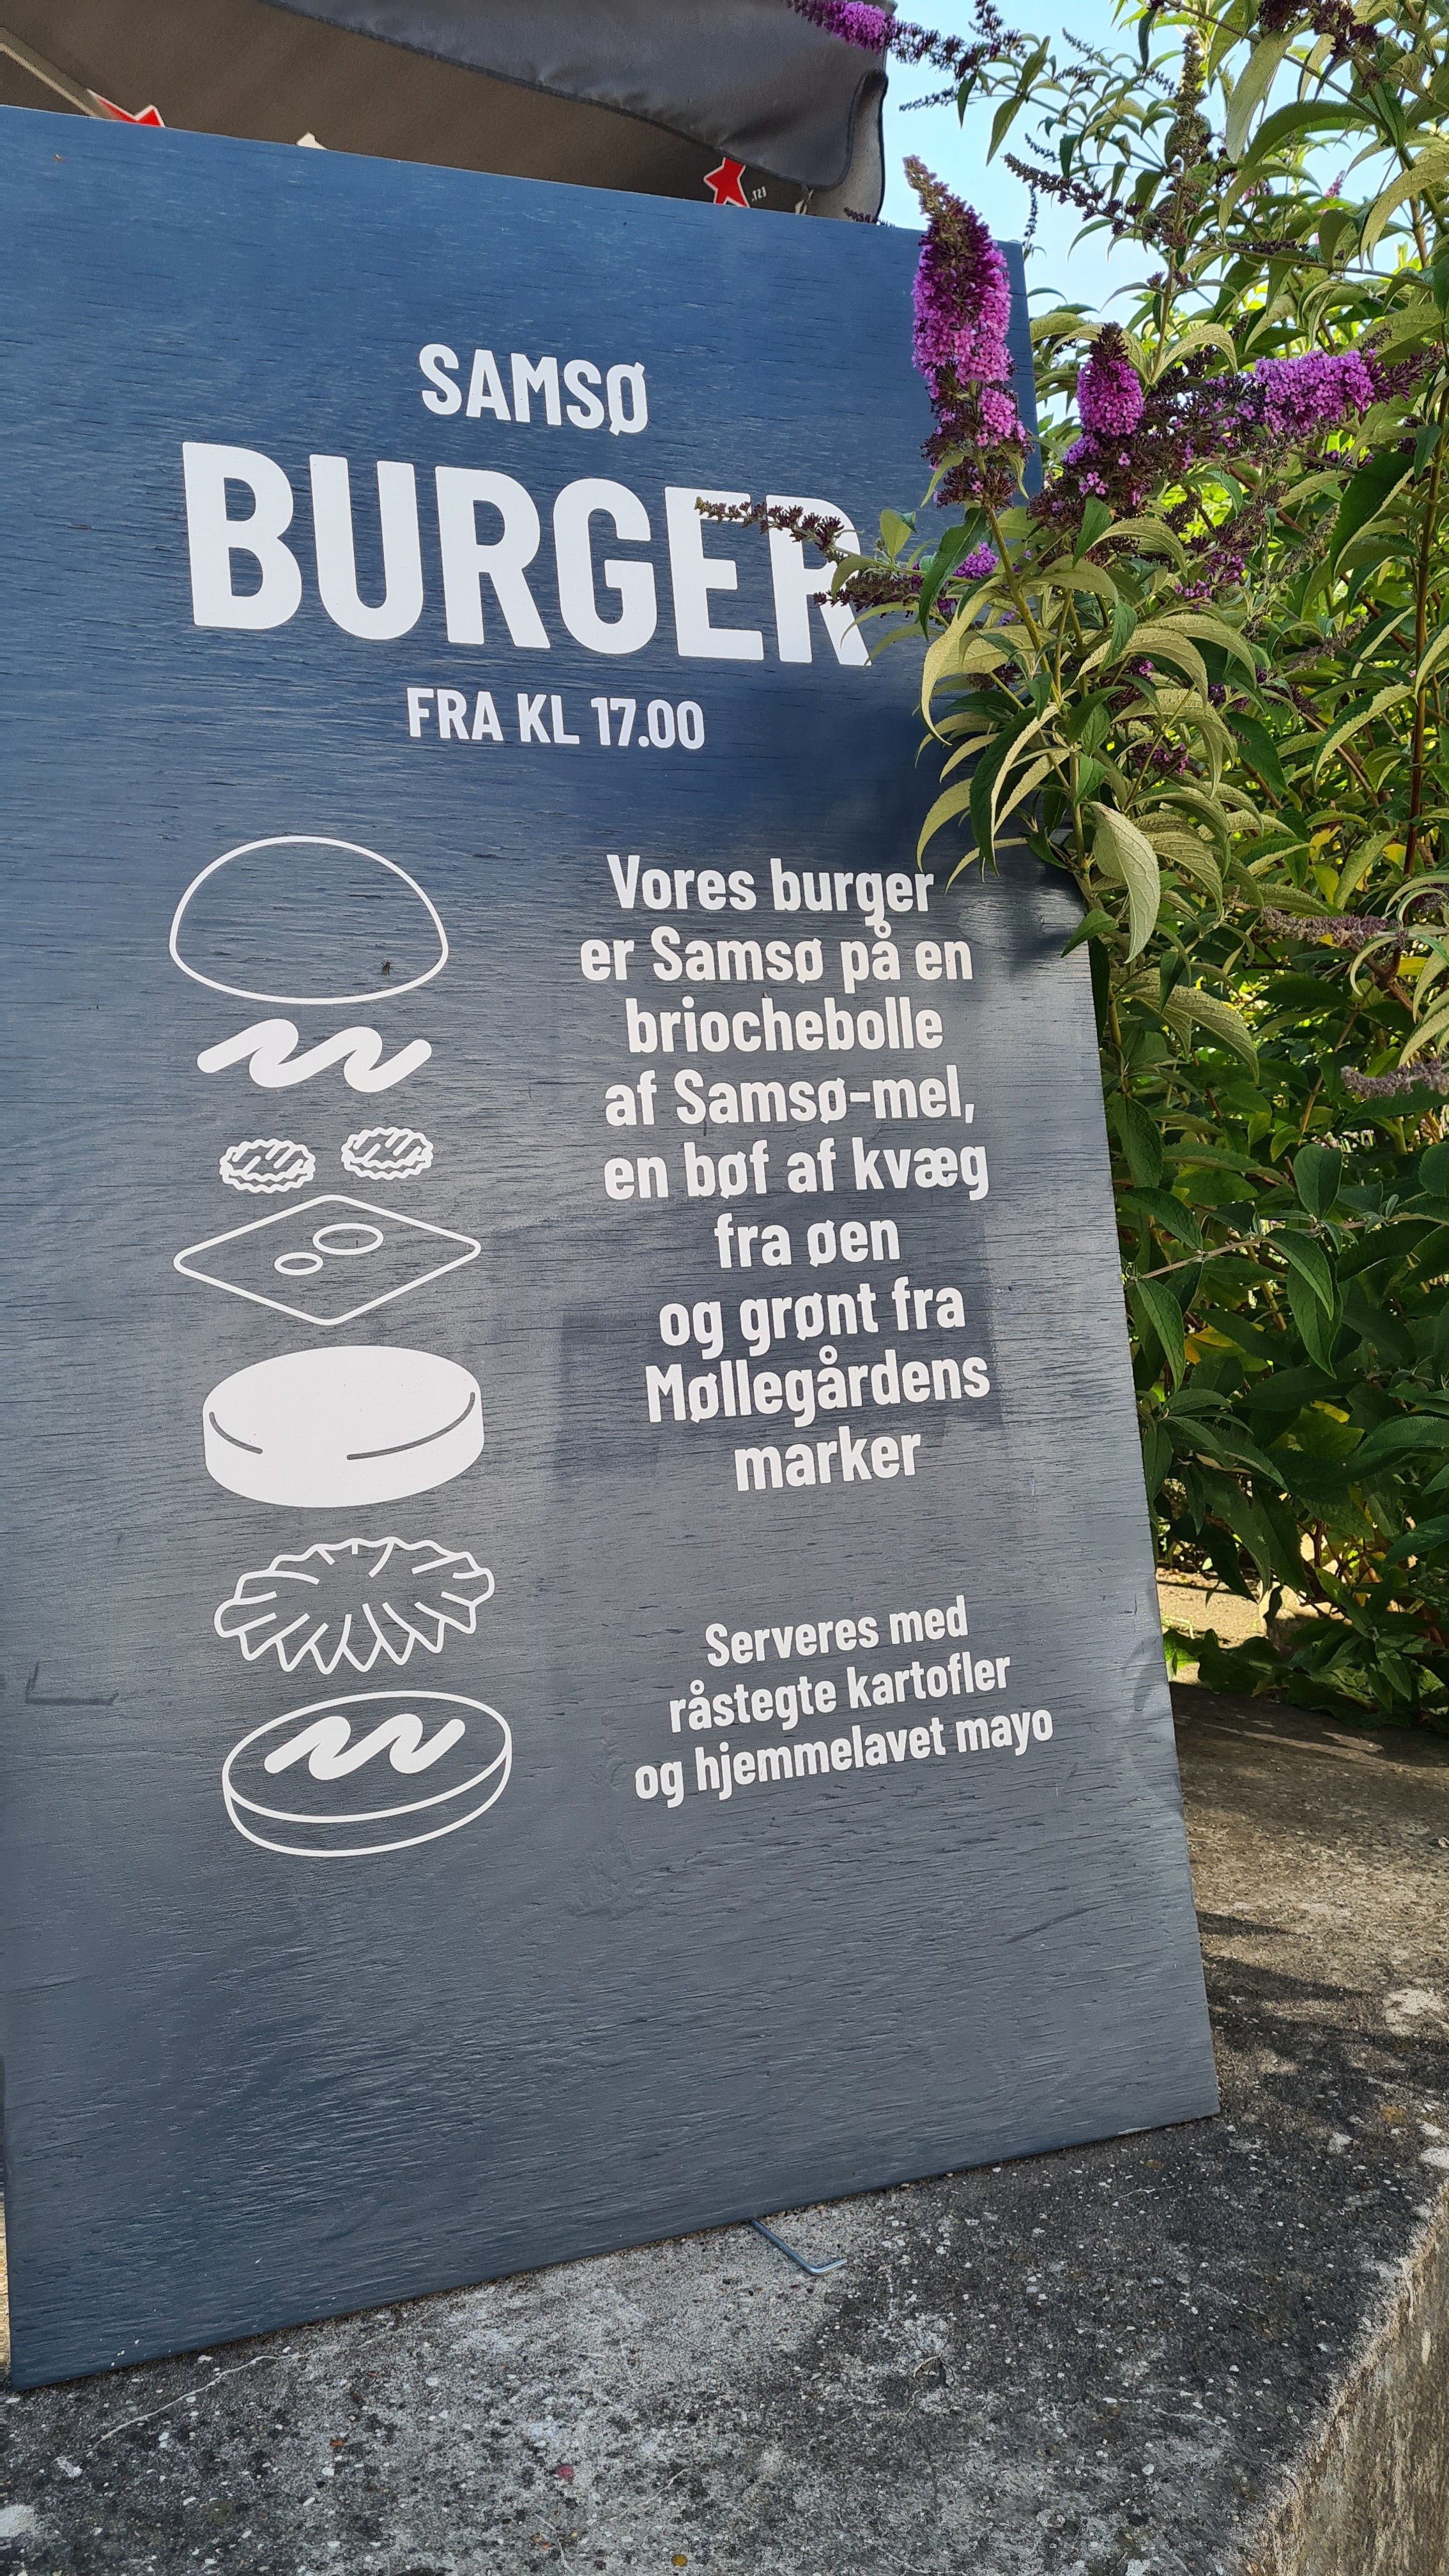 SAMSØ
BURGER
FRA KL 17.00
Vores burger
er Samsø på en
briochebolle
af Samsø-mel,
en bøf af kvæg
fra øen
og grønt fra
Møllegårdens
marker
Serveres med
råstegte kartofler
og hjemmelavet mayo